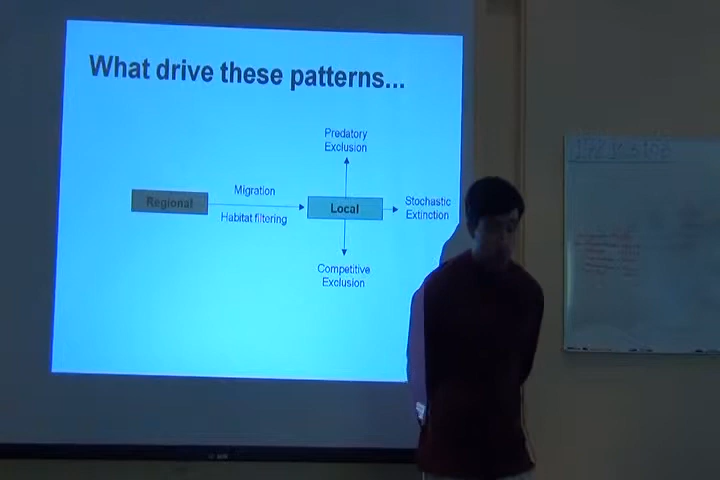 What drive these patterns...
Predatory
Exclusion
Migration
Regional
Local
Stochastic
Extinction
Habitat filtering
Competitive
Exclusion